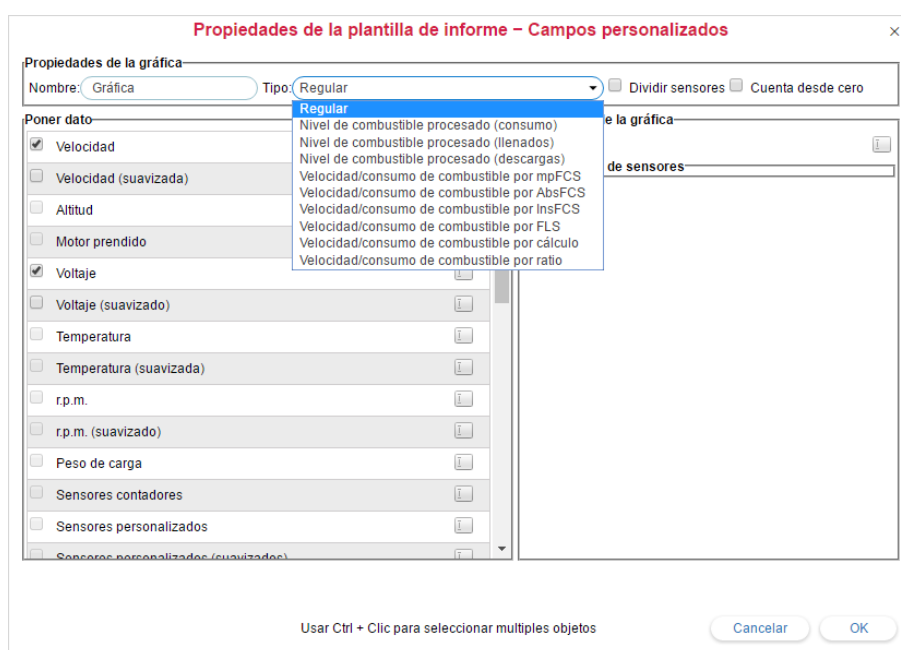 Propiedades de la plantilla de informe – Campos personalizados
×
Propiedades de la gráfica
Nombre: Gráfica Tipo: Regular Dividir sensores Cuenta desde cero
Regular
Nivel de combustible procesado (consumo)
Nivel de combustible procesado (llenados)
Nivel de combustible procesado (descargas)
Velocidad/consumo de combustible por mpFCS
Velocidad/consumo de combustible por AbsFCS
Velocidad/consumo de combustible por InsFCS
Velocidad/consumo de combustible por FLS
Velocidad/consumo de combustible por cálculo
Velocidad/consumo de combustible por ratio
Poner dato
e la gráfica
de sensores
Velocidad
Velocidad (suavizada)
Altitud
Motor prendido
Voltaje
Voltaje (suavizado)
Temperatura
Temperatura (suavizada)
r.p.m.
r.p.m. (suavizado)
Peso de carga
Sensores contadores
Sensores personalizados
Sensores personalizados (suavizados)
Usar Ctrl + Clic para seleccionar multiples objetos
Cancelar OK